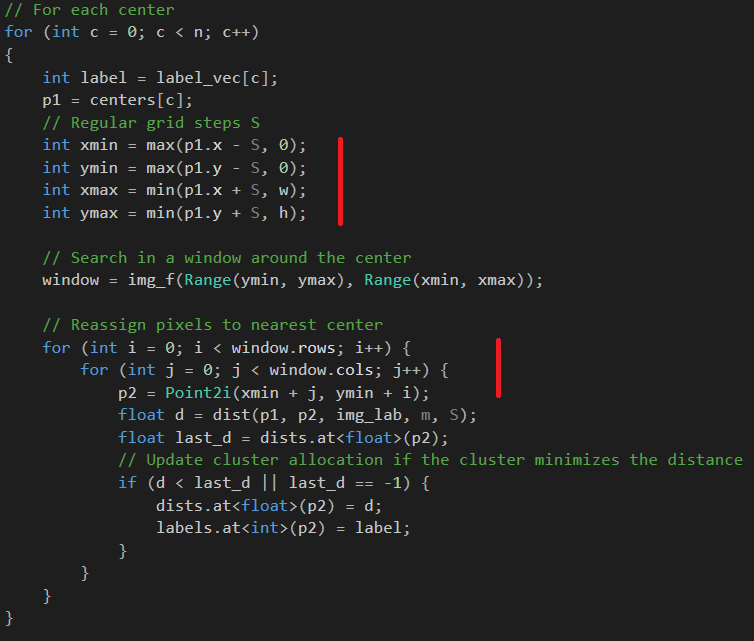 // For each center
for (int c = 0; c < n; c++)
{
    int label = label_vec[c];
    p1 = centers[c];
    // Regular grid steps S
    int xmin = max(p1.x - S, 0);
    int ymin = max(p1.y - S, 0);
    int xmax = min(p1.x + S, w);
    int ymax = min(p1.y + S, h);

    // Search in a window around the center
    window = img_f(Range(ymin, ymax), Range(xmin, xmax));

    // Reassign pixels to nearest center
    for (int i = 0; i < window.rows; i++) {
        for (int j = 0; j < window.cols; j++) {
            p2 = Point2i(xmin + j, ymin + i);
            float d = dist(p1, p2, img_lab, m, S);
            float last_d = dists.at<float>(p2);
            // Update cluster allocation if the cluster minimizes the distance
            if (d < last_d || last_d == -1) {
                dists.at<float>(p2) = d;
                labels.at<int>(p2) = label;
            }
        }
    }
}